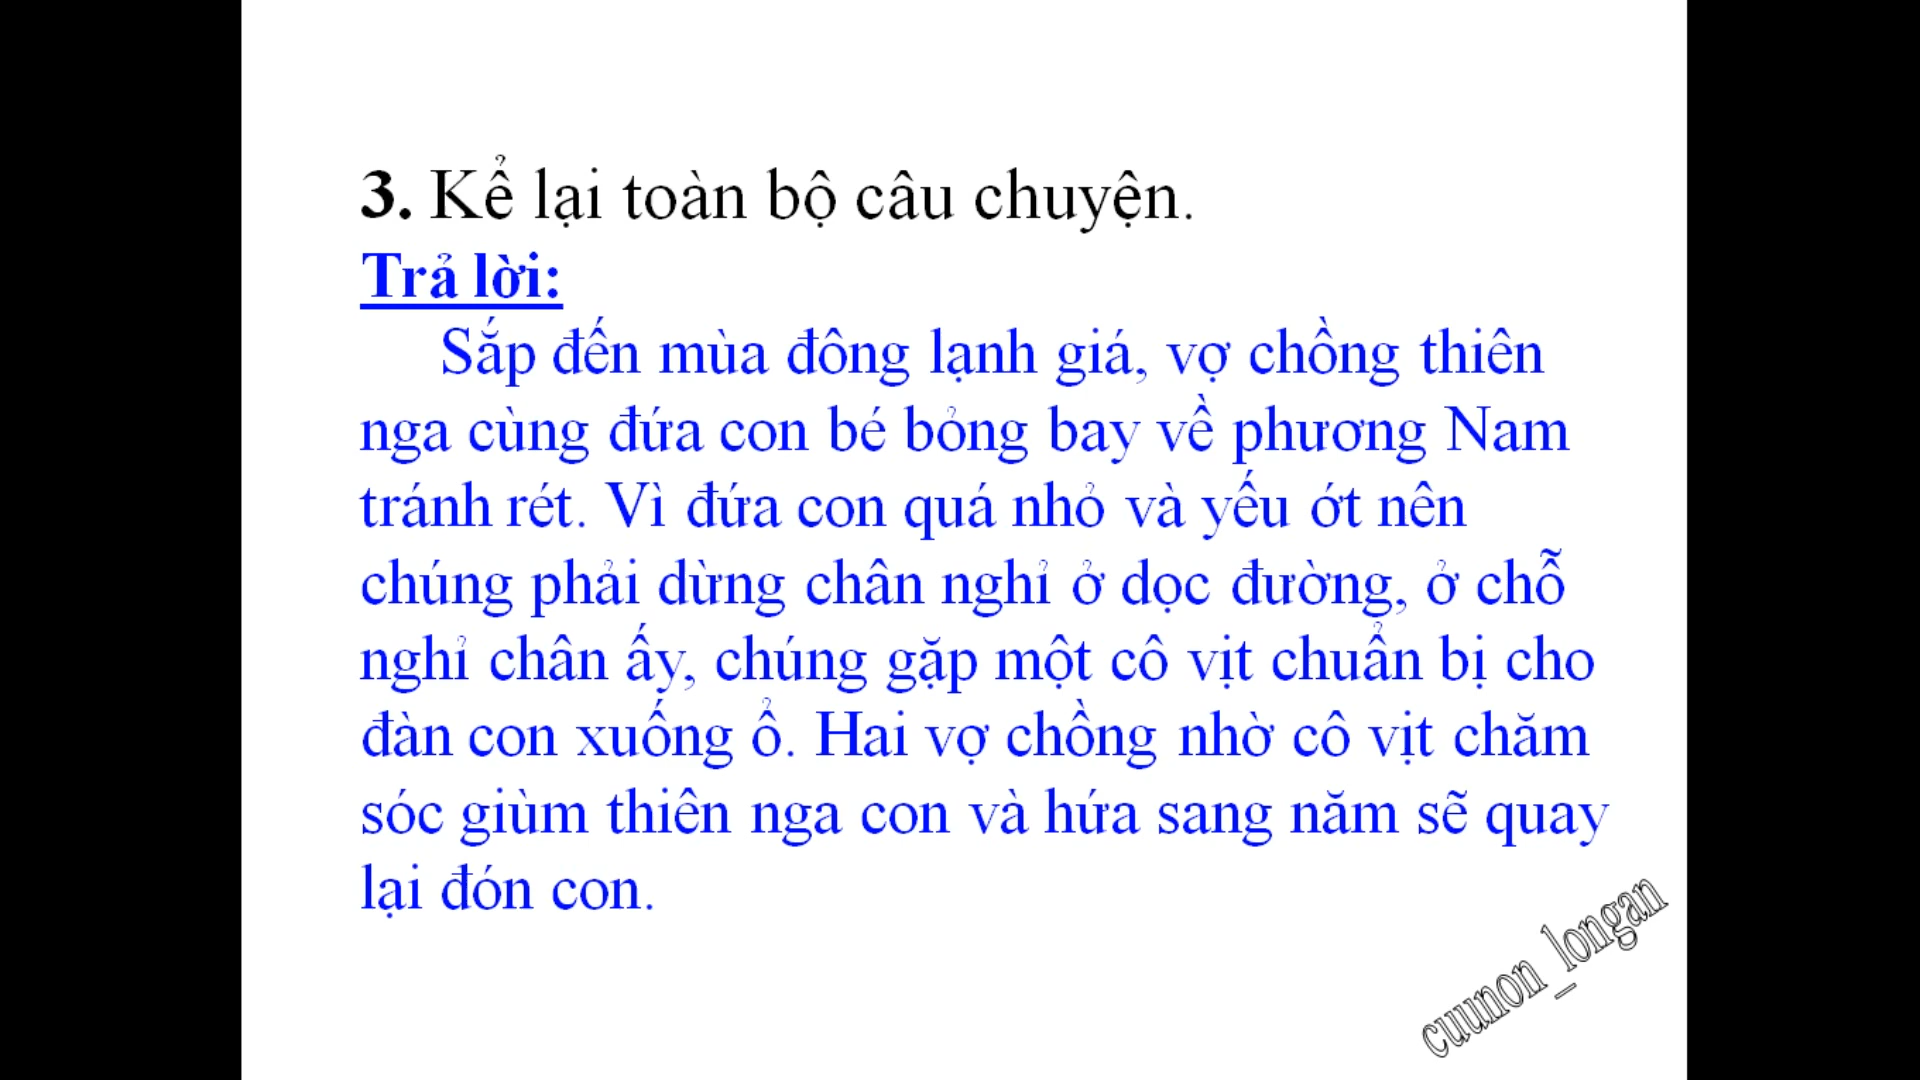 3. Kể lại toàn bộ câu chuyện.
Trả lời:
Sắp đến mùa đông lạnh giá, vợ chồng thiên
nga cùng đứa con bé bỏng bay về phương Nam
tránh rét. Vì đứa con quá nhỏ và yếu ớt nên
chúng phải dừng chân nghỉ ở dọc đường, ở chỗ
nghỉ chân ấy, chúng gặp một cô vịt chuẩn bị cho
đàn con xuống ổ. Hai vợ chồng nhờ cô vịt chăm
sóc giùm thiên nga con và hứa sang năm sẽ quay
lại đón con.
cuunon_longan